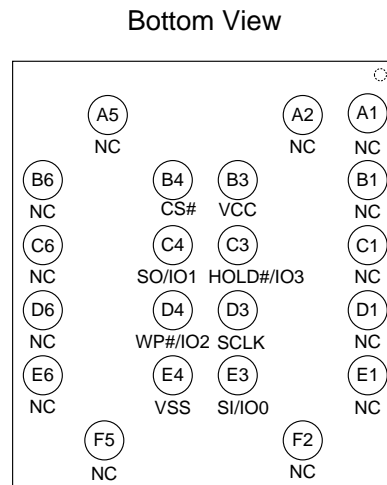 Bottom View
A5 A2 A1
NC NC NC
B6 B4 B3 B1
NC CS# VCC NC
C6 C4 C3 C1
NC SO/IO1 HOLD#/IO3 NC
D6 D4 D3 D1
NC WP#/IO2 SCLK NC
E6 E4 E3 E1
NC VSS SI/IO0 NC
F5 F2
NC NC